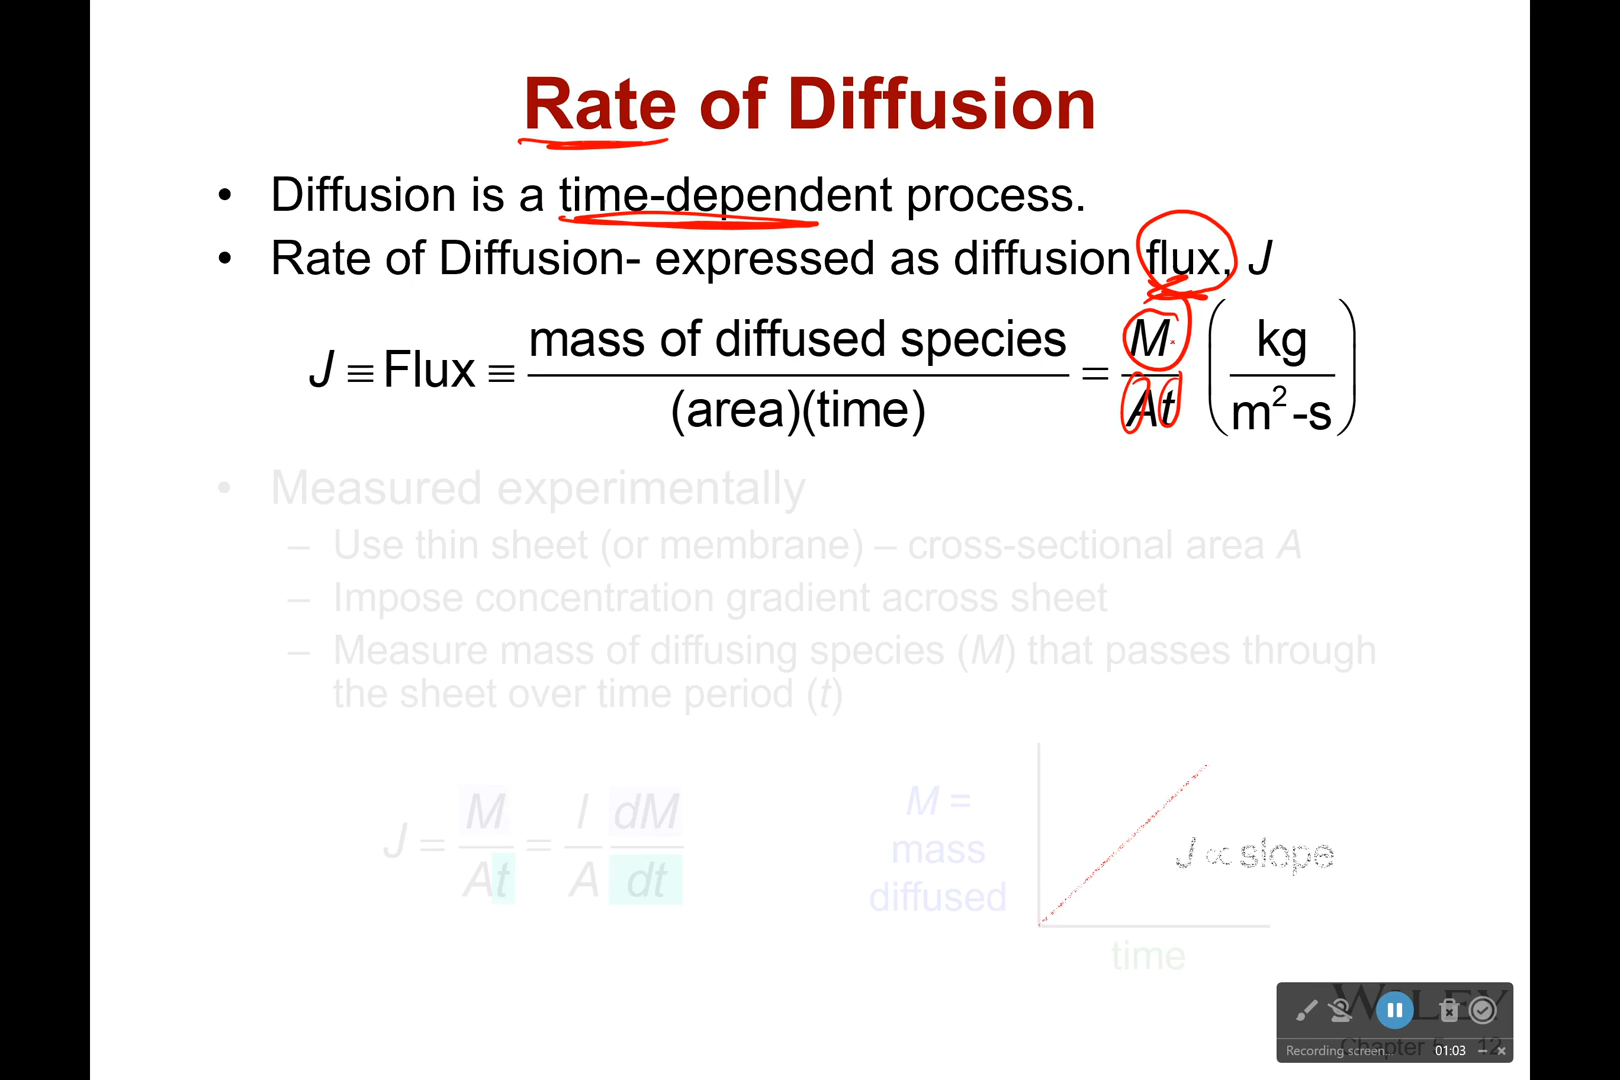 Rate of Diffusion
• Diffusion is a time-dependent process.
• Rate of Diffusion- expressed as diffusion flux, J
J ≡ Flux ≡ mass of diffused species / (area)(time) = M / At (kg / m²-s)
• Measured experimentally
– Use thin sheet (or membrane) – cross-sectional area A
– Impose concentration gradient across sheet
– Measure mass of diffusing species (M) that passes through
the sheet over time period (t)
J = M / At = l / A dM / dt
M =
mass
diffused
J ∝ slope
time
WILEY
Recording screen...
Chapter
01:03
12